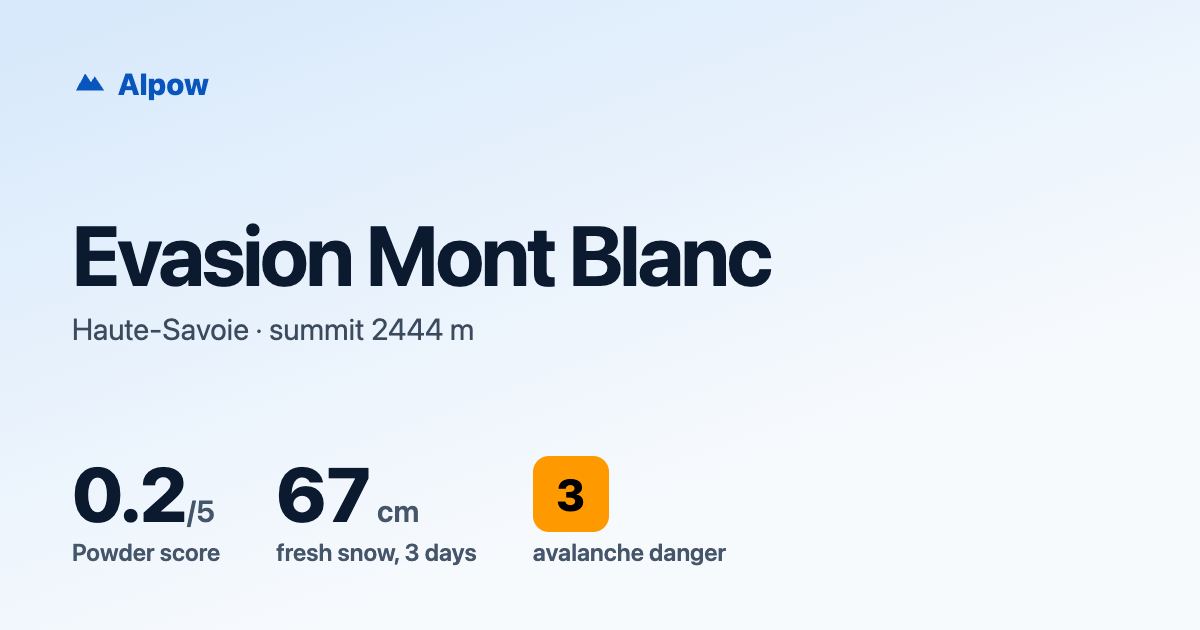 Alpow
Evasion Mont Blanc
Haute-Savoie · summit 2444 m
0.2/5
Powder score
67 cm
fresh snow, 3 days
3
avalanche danger